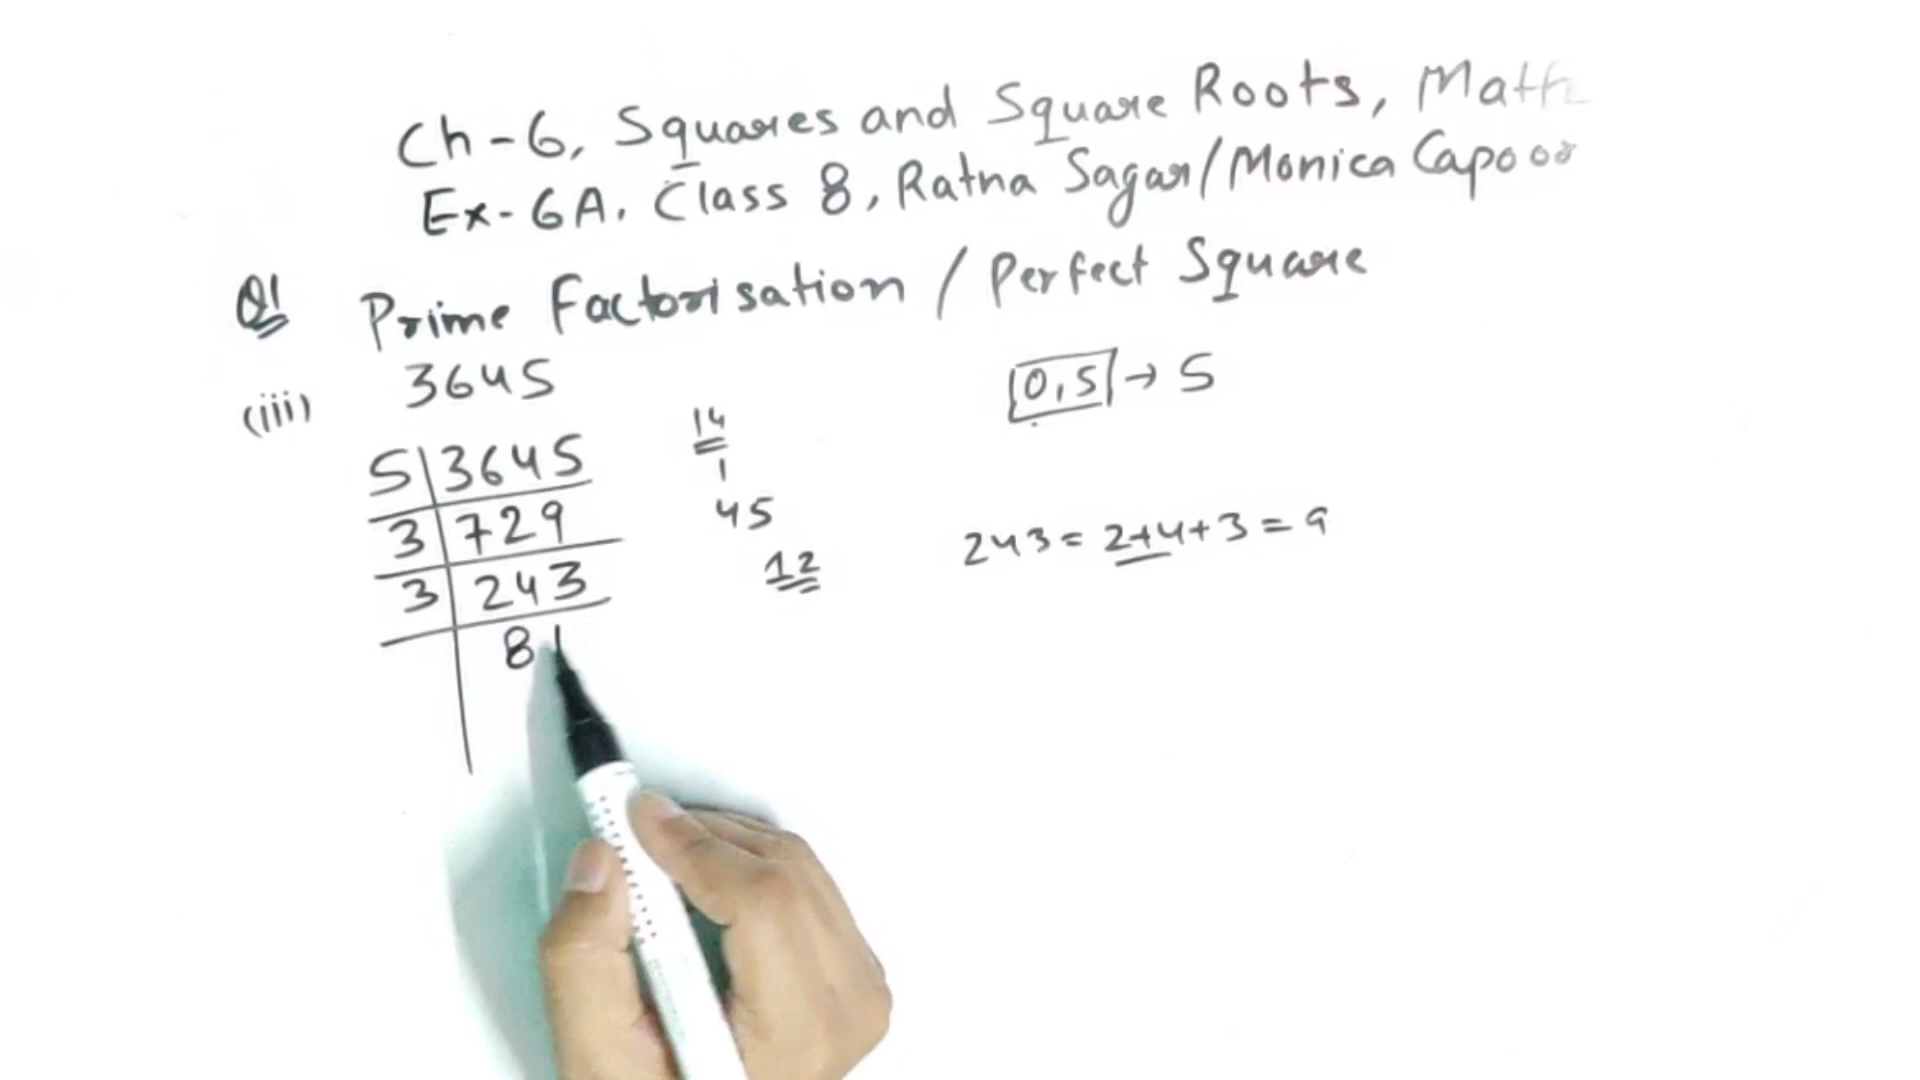 Ch-6, Squares and Square Roots, Math
Ex-6A. Class 8, Ratna Sagar/Monica Capoor
Q1 Prime Factorisation / Perfect Square
(iii) 3645
0,5 → 5
5 3645
3 729
3 243
81
14
1
45
12
243 = 2+4+3 = 9